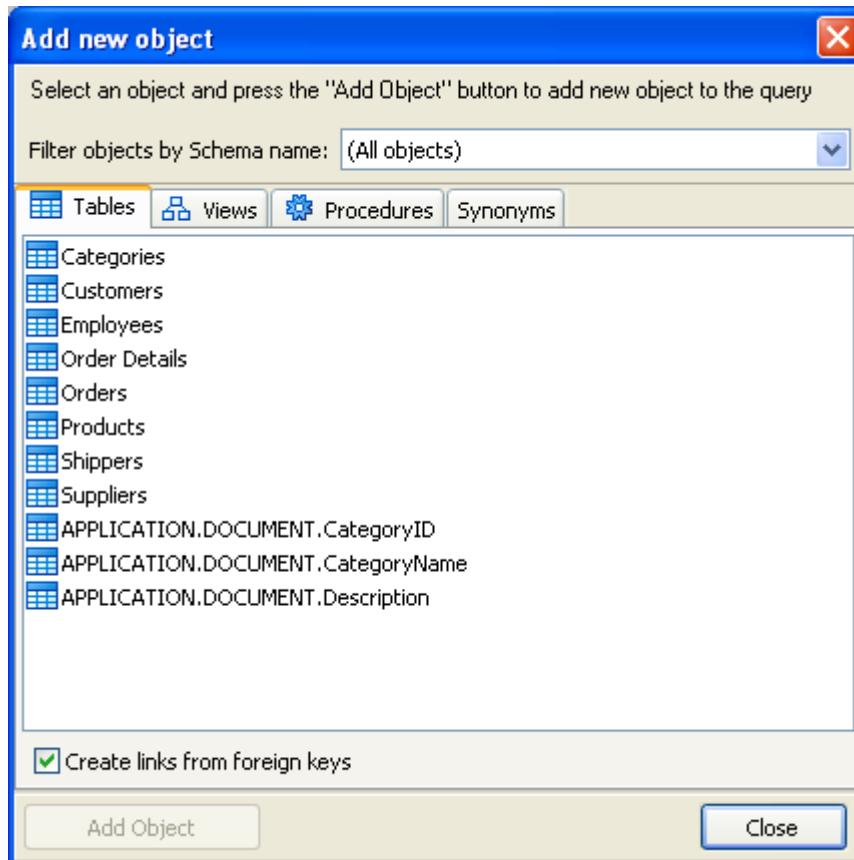 Add new object
Select an object and press the "Add Object" button to add new object to the query
Filter objects by Schema name: (All objects)
Tables Views Procedures Synonyms
Categories
Customers
Employees
Order Details
Orders
Products
Shippers
Suppliers
APPLICATION.DOCUMENT.CategoryID
APPLICATION.DOCUMENT.CategoryName
APPLICATION.DOCUMENT.Description
Create links from foreign keys
Add Object Close